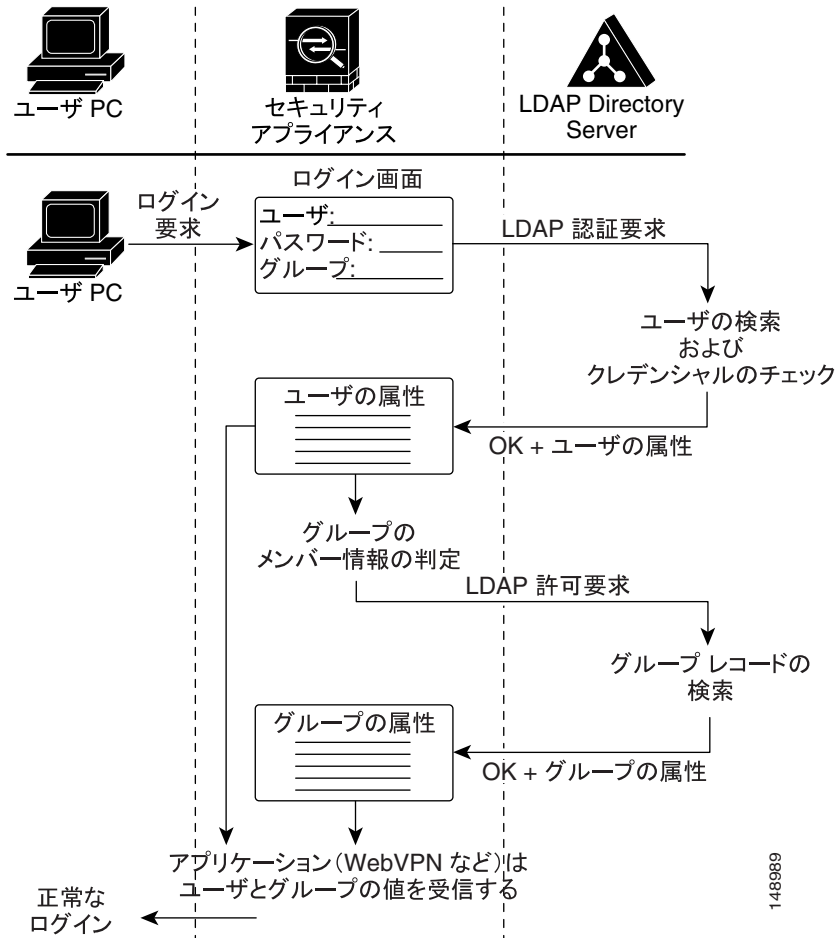 ユーザ PC
セキュリティ
アプライアンス
LDAP Directory
Server
ログイン画面
ログイン
要求
ユーザ:
パスワード:
グループ:
ユーザ PC
LDAP 認証要求
ユーザの検索
および
クレデンシャルのチェック
ユーザの属性
OK + ユーザの属性
グループの
メンバー情報の判定
LDAP 許可要求
グループ レコードの
検索
グループの属性
OK + グループの属性
アプリケーション（WebVPN など）は
ユーザとグループの値を受信する
正常な
ログイン
148989